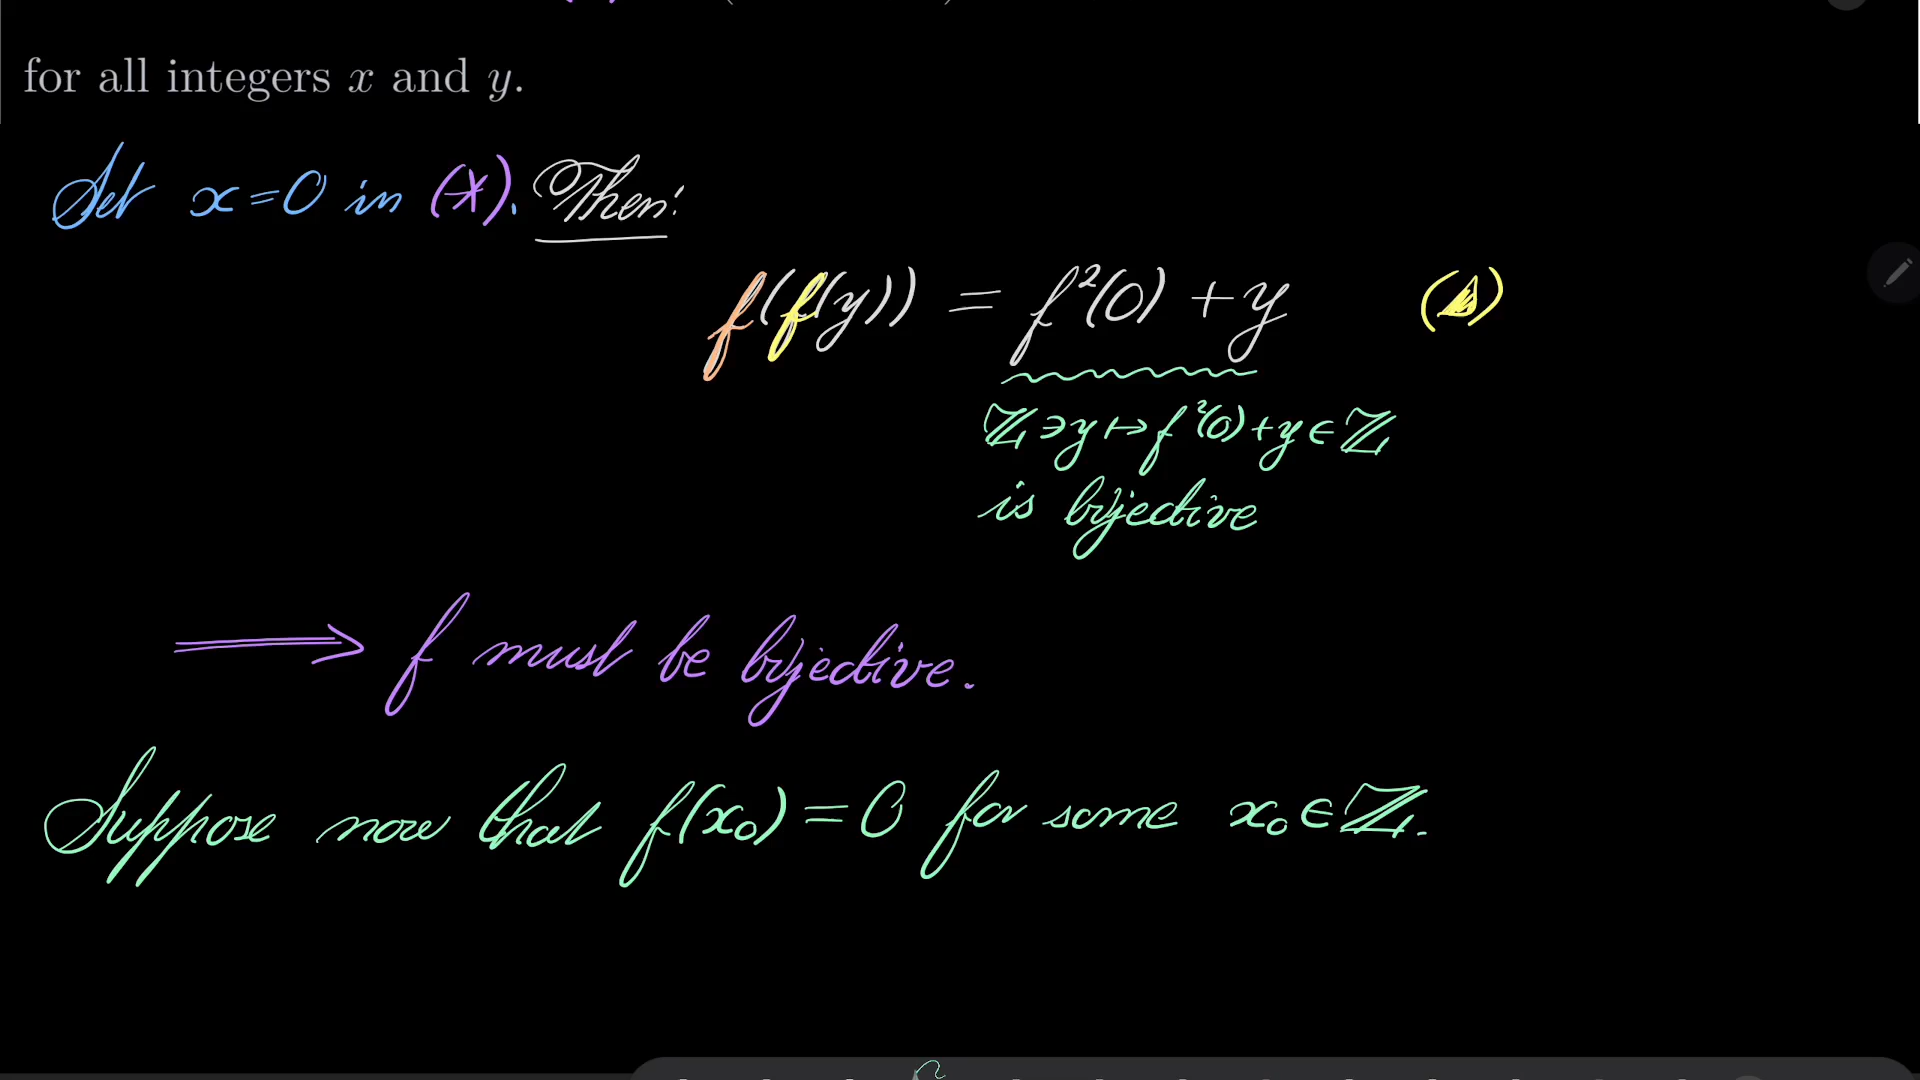 for all integers x and y.
Set x=0 in (*). Then:
f(f(y)) = f²(0) + y (Δ)
ℤ∋y↦f²(0)+y∈ℤ
is bijective
⟹ f must be bijective.
Suppose now that f(x₀)=0 for some x₀∈ℤ.